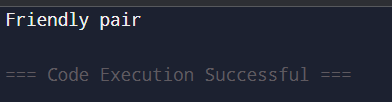 Friendly pair
=== Code Execution Successful ===